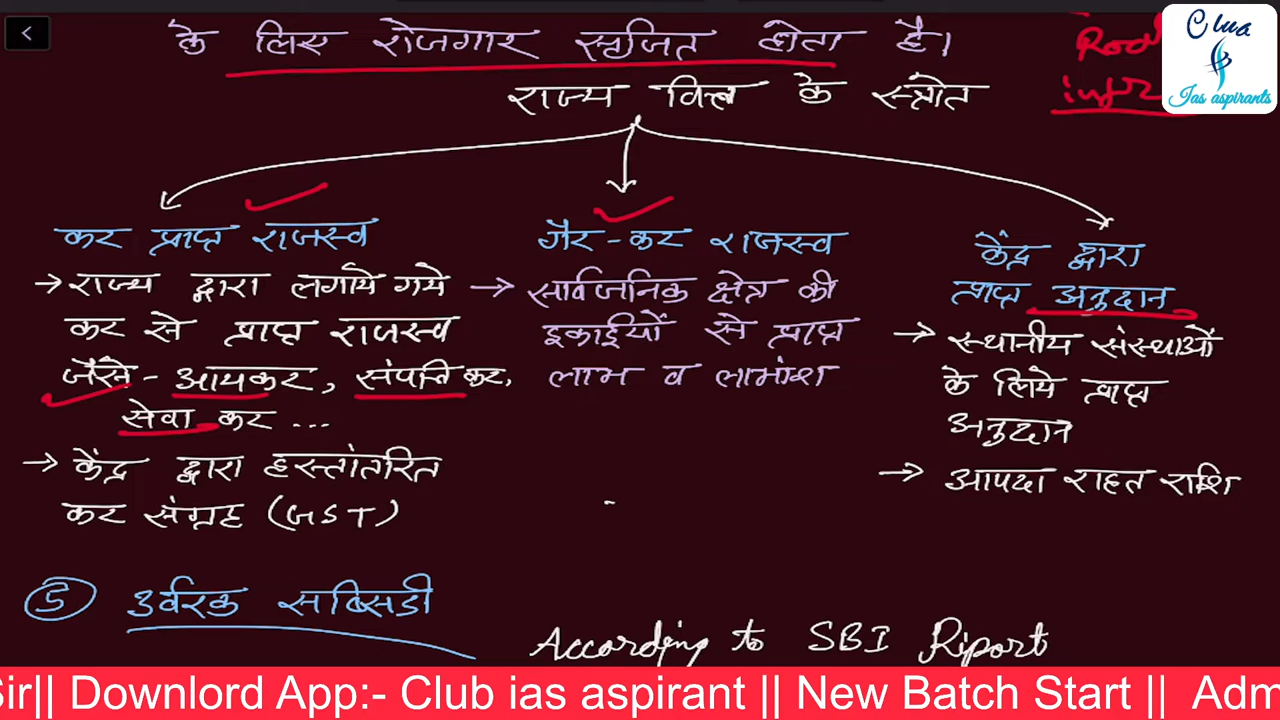 के लिए रोजगार सृजित होता है।
राज्य वित्त के स्त्रोत
Clua
Ias aspirants
कर प्राप्त राजस्व
→ राज्य द्वारा लगाये गये
कर से प्राप्त राजस्व
जैसे - आयकर, संपत्ति कर,
सेवा कर ...
→ केंद्र द्वारा हस्तांतरित
कर संग्रह (GST)
गैर-कर राजस्व
→ सार्वजनिक क्षेत्र की
इकाईयों से प्राप्त
लाभ व लाभांश
केंद्र द्वारा
प्राप्त अनुदान
→ स्थानीय संस्थाओं
के लिये प्राप्त
अनुदान
→ आपदा राहत राशि
5 उर्वरक सब्सिडी
According to SBI Riport
Sir|| Downlord App:- Club ias aspirant || New Batch Start || Adm